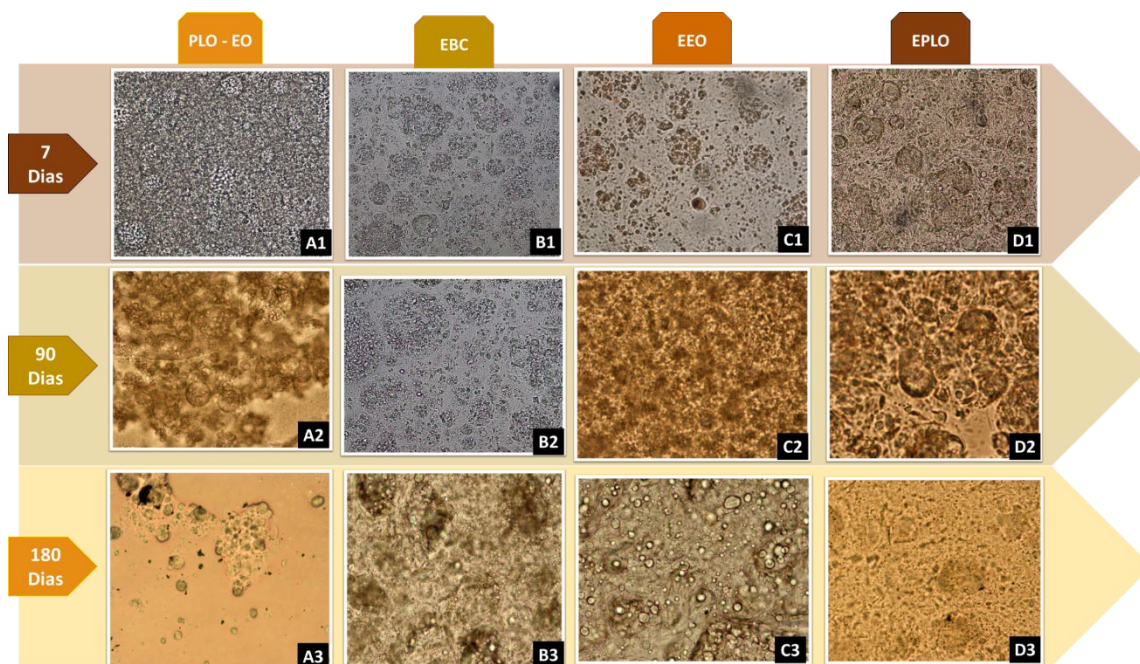 PLO - EO
EBC
EEO
EPLO
7
Dias
A1
B1
C1
D1
90
Dias
A2
B2
C2
D2
180
Dias
A3
B3
C3
D3